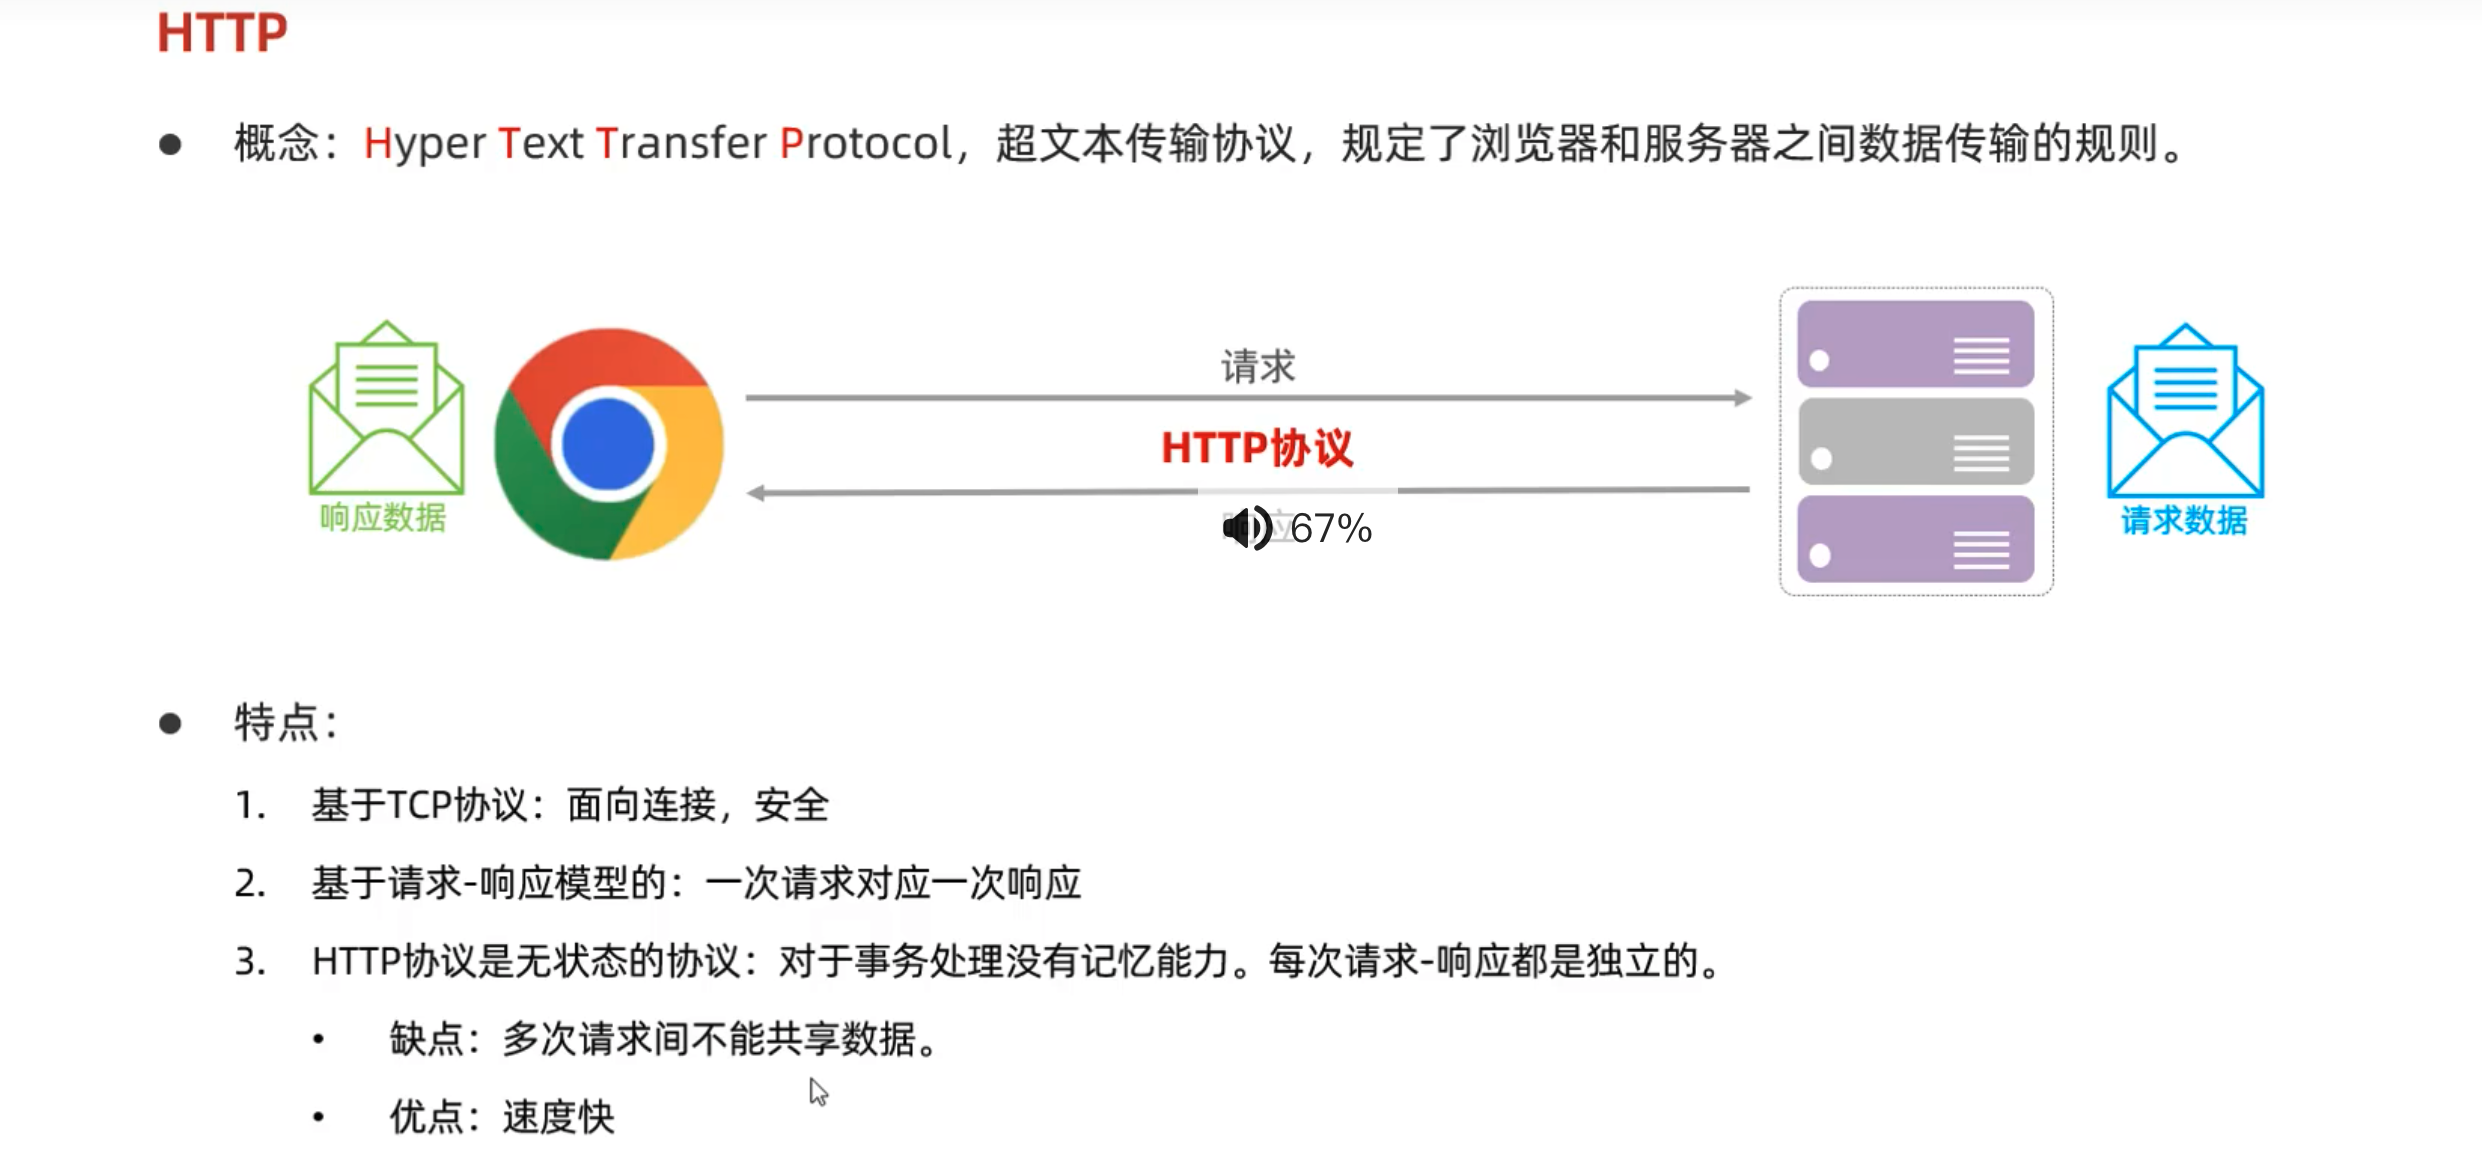 HTTP
● 概念：Hyper Text Transfer Protocol，超文本传输协议，规定了浏览器和服务器之间数据传输的规则。
请求
HTTP协议
67%
响应数据
请求数据
● 特点：
1. 基于TCP协议：面向连接，安全
2. 基于请求-响应模型的：一次请求对应一次响应
3. HTTP协议是无状态的协议：对于事务处理没有记忆能力。每次请求-响应都是独立的。
• 缺点：多次请求间不能共享数据。
• 优点：速度快